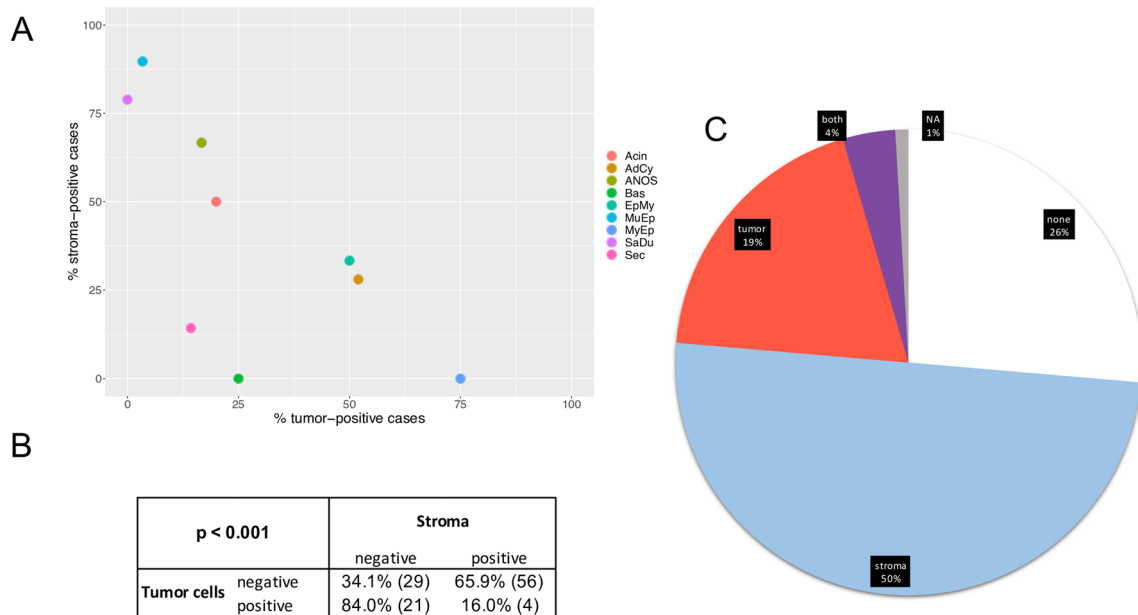 A
100
75
50
25
0
% stroma-positive cases
0 25 50 75 100
% tumor-positive cases
Acin
AdCy
ANOS
Bas
EpMy
MuEp
MyEp
SaDu
Sec
B
p < 0.001
Stroma
negative positive
Tumor cells
negative 34.1% (29) 65.9% (56)
positive 84.0% (21) 16.0% (4)
C
both
4%
NA
1%
none
26%
tumor
19%
stroma
50%